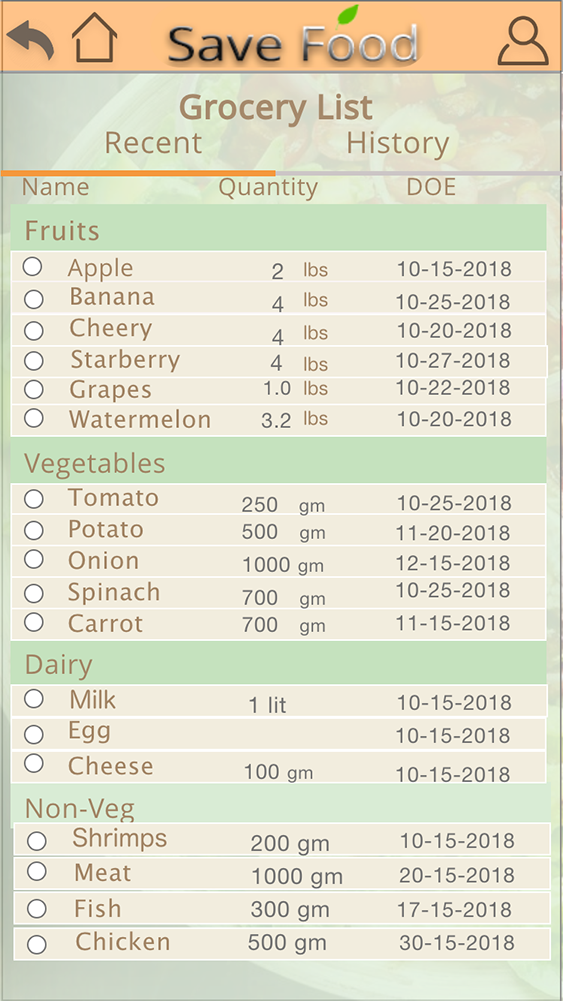 Save Food
Grocery List
Recent History
Name Quantity DOE
Fruits
Apple 2 lbs 10-15-2018
Banana 4 lbs 10-25-2018
Cheery 4 lbs 10-20-2018
Starberry 4 lbs 10-27-2018
Grapes 1.0 lbs 10-22-2018
Watermelon 3.2 lbs 10-20-2018
Vegetables
Tomato 250 gm 10-25-2018
Potato 500 gm 11-20-2018
Onion 1000 gm 12-15-2018
Spinach 700 gm 10-25-2018
Carrot 700 gm 11-15-2018
Dairy
Milk 1 lit 10-15-2018
Egg 10-15-2018
Cheese 100 gm 10-15-2018
Non-Veg
Shrimps 200 gm 10-15-2018
Meat 1000 gm 20-15-2018
Fish 300 gm 17-15-2018
Chicken 500 gm 30-15-2018